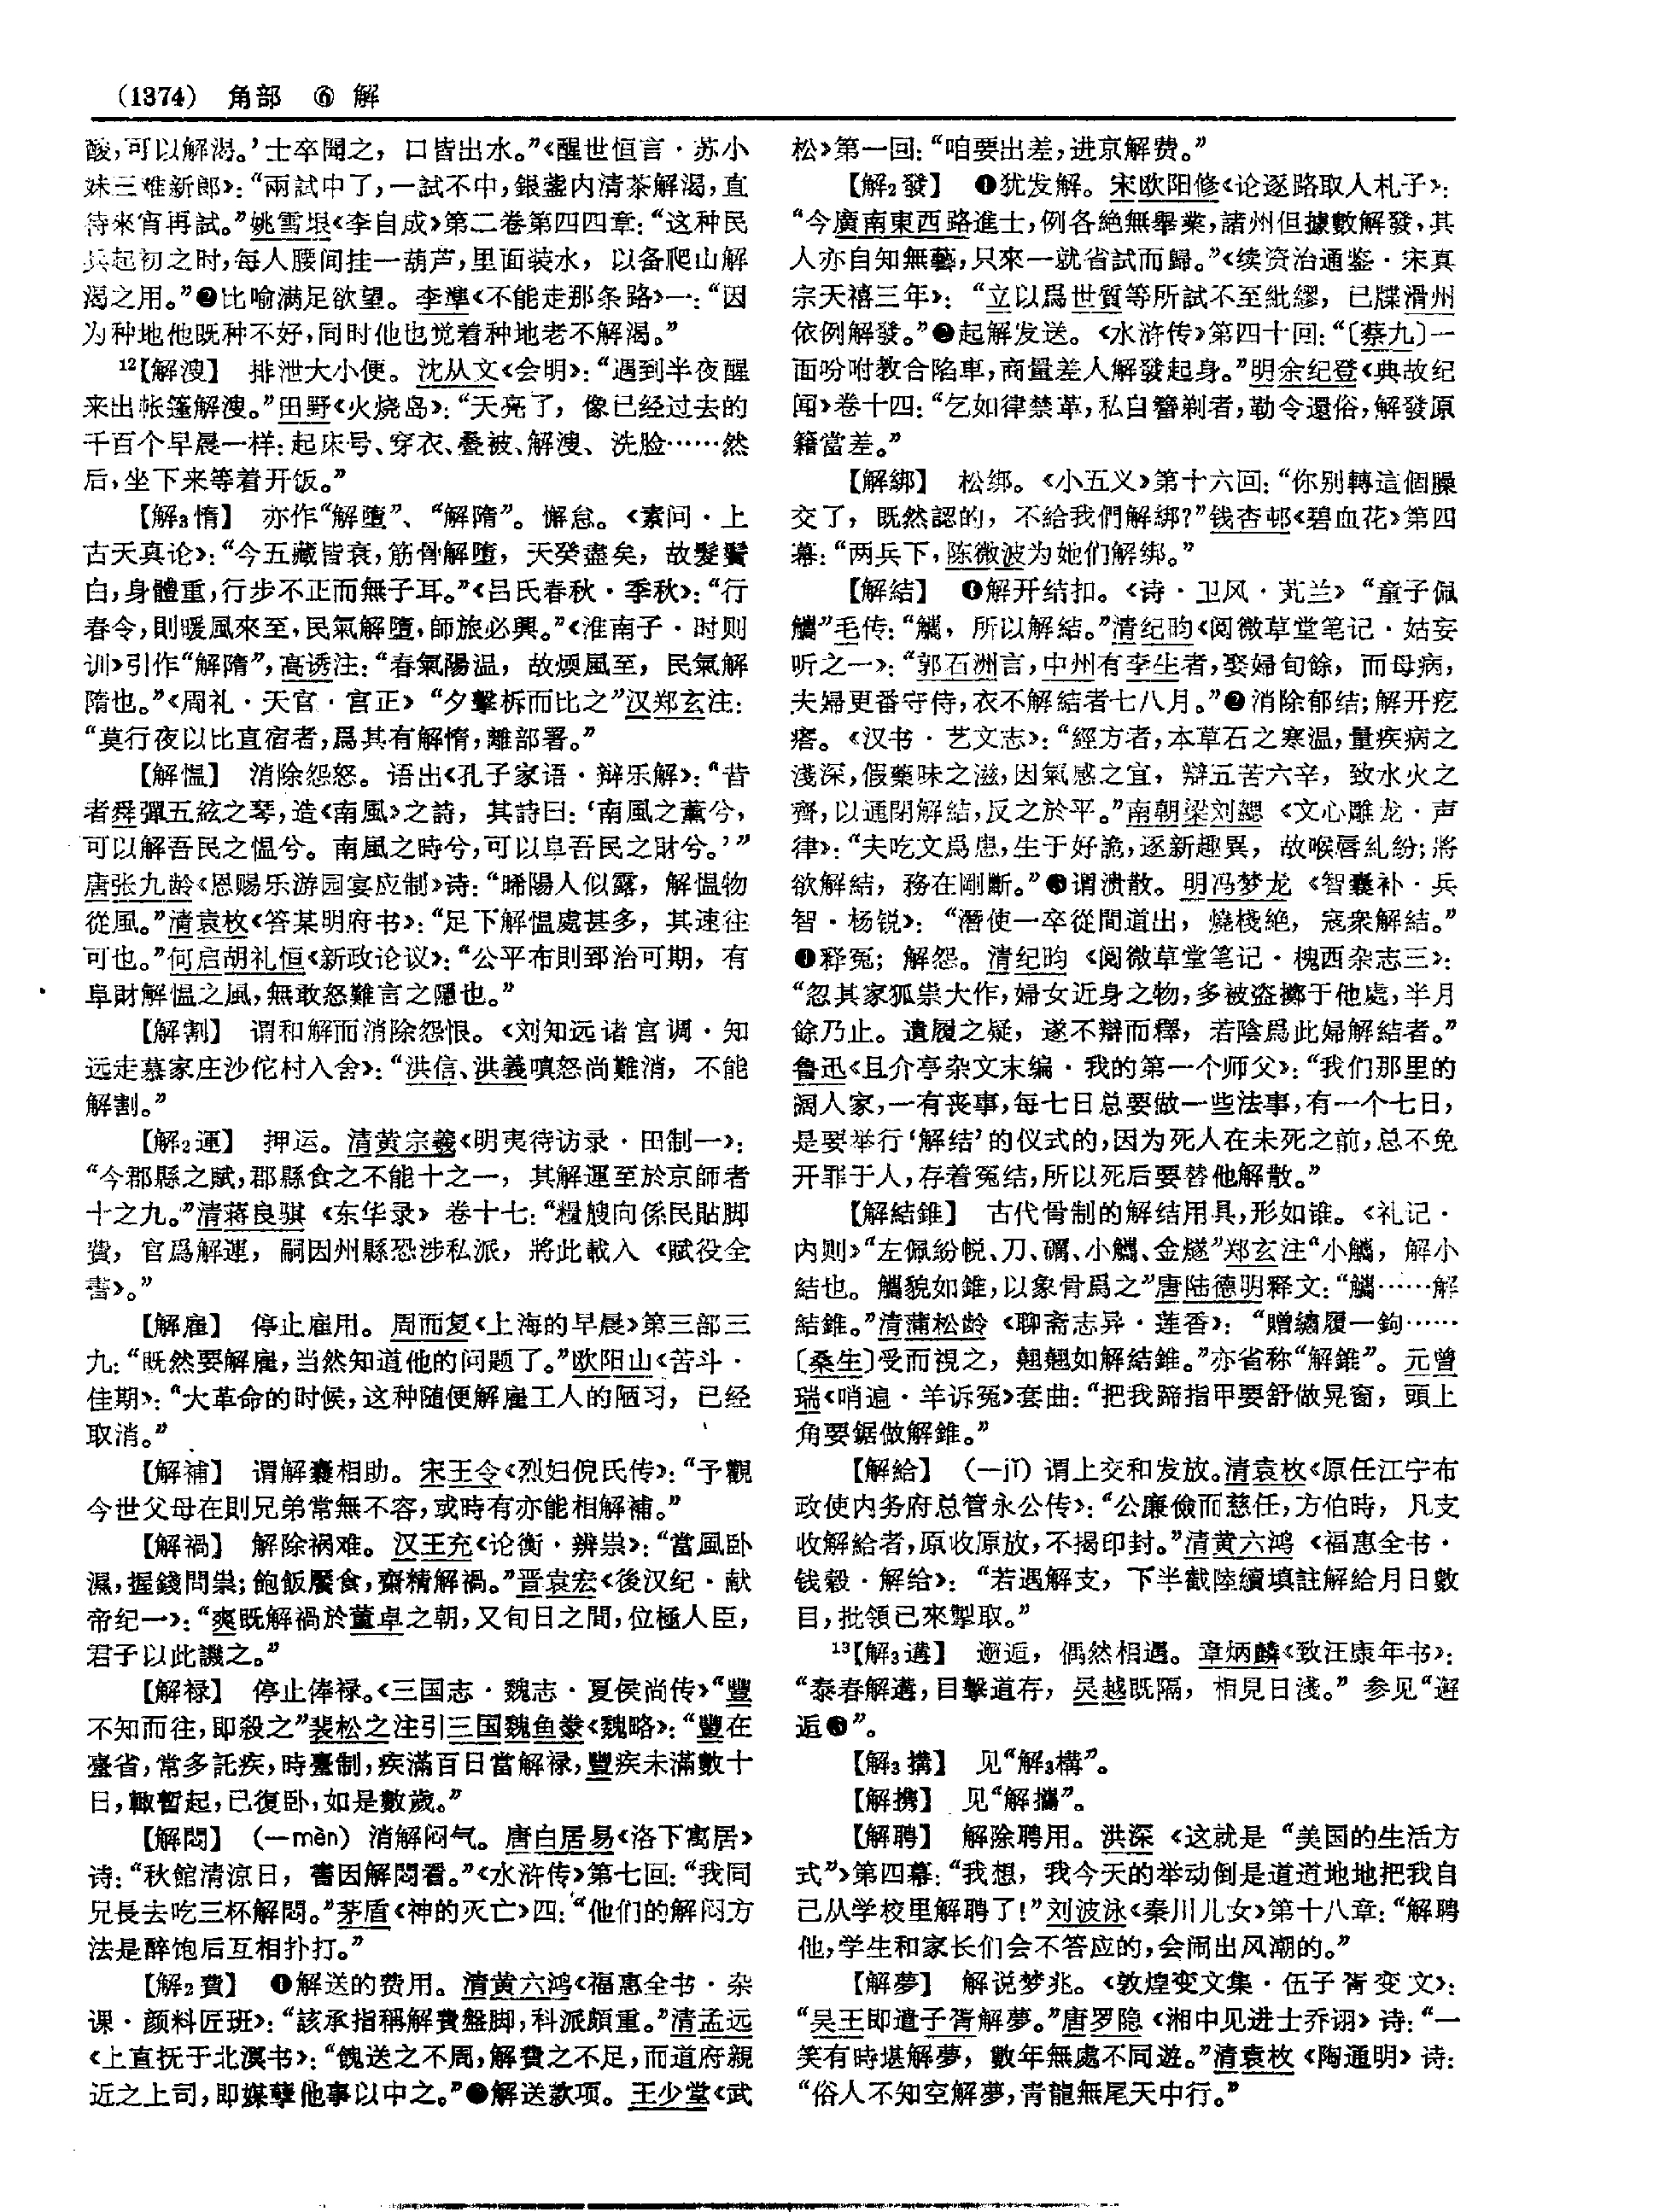 （1374） 角部 ⑥ 解
酸，可以解渴。’士卒聞之，口皆出水。”《醒世恒言·苏小
妹三难新郎》：“兩試中了，一試不中，銀盞内清茶解渴，直
待來宵再試。”姚雪垠《李自成》第二卷第四四章：“这种民
兵起初之时，每人腰间挂一葫芦，里面装水，以备爬山解
渴之用。”❷比喻满足欲望。李準《不能走那条路》一：“因
为种地他既种不好，同时他也觉着种地老不解渴。”
12【解溲】 排泄大小便。沈从文《会明》：“遇到半夜醒
来出帐篷解溲。”田野《火烧岛》：“天亮了，像已经过去的
千百个早晨一样：起床号、穿衣、叠被、解溲、洗脸……然
后，坐下来等着开饭。”
【解3惰】 亦作“解墮”、“解隋”。懈怠。《素问·上
古天真论》：“今五藏皆衰，筋骨解堕，天癸盡矣，故髮鬢
白，身體重，行步不正而無子耳。”《吕氏春秋·季秋》：“行
春令，則暖風來至，民氣解墮，師旅必興。”《淮南子·时则
训》引作“解隋”，高诱注：“春氣陽温，故煗風至，民氣解
隋也。”《周礼·天官·宫正》“夕擊柝而比之”汉郑玄注：
“莫行夜以比直宿者，爲其有解惰，離部署。”
【解愠】 消除怨怒。语出《孔子家语·辩乐解》：“昔
者舜彈五絃之琴，造《南風》之詩，其詩曰：‘南風之薰兮，
可以解吾民之愠兮。南風之時兮，可以阜吾民之財兮。’”
唐张九龄《恩赐乐游园宴应制》诗：“晞陽人似露，解愠物
從風。”清袁枚《答某明府书》：“足下解愠處甚多，其速往
可也。”何启胡礼恒《新政论议》：“公平布則郅治可期，有
阜財解愠之風，無敢怒難言之隱也。”
【解割】 谓和解而消除怨恨。《刘知远诸宫调·知
远走慕家庄沙佗村入舍》：“洪信、洪義嗔怒尚難消，不能
解割。”
【解2運】 押运。清黄宗羲《明夷待访录·田制一》：
“今郡縣之賦，郡縣食之不能十之一，其解運至於京師者
十之九。”清蒋良骐《东华录》卷十七：“糧艘向係民貼脚
費，官爲解運，嗣因州縣恐涉私派，將此載入《賦役全
書》。”
【解雇】 停止雇用。周而复《上海的早晨》第三部三
九：“既然要解雇，当然知道他的问题了。”欧阳山《苦斗·
佳期》：“大革命的时候，这种随便解雇工人的陋习，已经
取消。”
【解補】 谓解囊相助。宋王令《烈妇倪氏传》：“予觀
今世父母在則兄弟常無不容，或時有亦能相解補。”
【解禍】 解除祸难。汉王充《论衡·辨祟》：“當風卧
濕，握錢問祟；飽飯饜食，齋精解禍。”晋袁宏《後汉纪·献
帝纪一》：“爽既解禍於董卓之朝，又旬日之間，位極人臣，
君子以此譏之。”
【解禄】 停止俸禄。《三国志·魏志·夏侯尚传》“豐
不知而往，即殺之”裴松之注引三国魏鱼豢《魏略》：“豐在
臺省，常多託疾，時臺制，疾滿百日當解禄，豐疾未滿數十
日，輒暫起，已復卧，如是數歲。”
【解悶】 （一mèn）消解闷气。唐白居易《洛下寓居》
诗：“秋館清涼日，書因解悶看。”《水浒传》第七回：“我同
兄長去吃三杯解悶。”茅盾《神的灭亡》四：“他们的解闷方
法是醉饱后互相扑打。”
【解2費】 ❶解送的费用。清黄六鸿《福惠全书·杂
课·颜料匠班》：“該承指稱解費盤脚，科派頗重。”清孟远
《上直抚于北溟书》：“餽送之不周，解費之不足，而道府親
近之上司，即媒孽他事以中之。”❷解送款项。王少堂《武
松》第一回：“咱要出差，进京解费。”
【解2發】 ❶犹发解。宋欧阳修《论逐路取人札子》：
“今廣南東西路進士，例各絶無舉業，諸州但據數解發，其
人亦自知無藝，只來一就省試而歸。”《续资治通鉴·宋真
宗天禧三年》：“立以爲世質等所試不至紕繆，已牒滑州
依例解發。”❷起解发送。《水浒传》第四十回：“〔蔡九〕一
面吩咐教合陷車，商量差人解發起身。”明余纪登《典故纪
闻》卷十四：“乞如律禁革，私自簪剃者，勒令還俗，解發原
籍當差。”
【解綁】 松绑。《小五义》第十六回：“你别轉這個臊
交了，既然認的，不給我們解綁？”钱杏邨《碧血花》第四
幕：“两兵下，陈微波为她们解绑。”
【解結】 ❶解开结扣。《诗·卫风·芄兰》“童子佩
觿”毛传：“觿，所以解結。”清纪昀《阅微草堂笔记·姑妄
听之一》：“郭石洲言，中州有李生者，娶婦旬餘，而母病，
夫婦更番守侍，衣不解結者七八月。”❷消除郁结；解开疙
瘩。《汉书·艺文志》：“經方者，本草石之寒温，量疾病之
淺深，假藥味之滋，因氣感之宜，辯五苦六辛，致水火之
齊，以通閉解結，反之於平。”南朝梁刘勰《文心雕龙·声
律》：“夫吃文爲患，生于好詭，逐新趣異，故喉唇糺紛；將
欲解結，務在剛斷。”❸谓溃散。明冯梦龙《智囊补·兵
智·杨锐》：“潛使一卒從間道出，燒棧絶，寇衆解結。”
❹释冤；解怨。清纪昀《阅微草堂笔记·槐西杂志三》：
“忽其家狐祟大作，婦女近身之物，多被盗擲于他處，半月
餘乃止。遺履之疑，遂不辯而釋，若陰爲此婦解結者。”
鲁迅《且介亭杂文末编·我的第一个师父》：“我们那里的
阔人家，一有丧事，每七日总要做一些法事，有一个七日，
是要举行‘解结’的仪式的，因为死人在未死之前，总不免
开罪于人，存着冤结，所以死后要替他解散。”
【解結錐】 古代骨制的解结用具，形如锥。《礼记·
内则》“左佩紛帨、刀、礪、小觿、金燧”郑玄注“小觿，解小
結也。觿貌如錐，以象骨爲之”唐陆德明释文：“觿……解
結錐。”清蒲松龄《聊斋志异·莲香》：“贈繡履一鉤……
〔桑生〕受而視之，翹翹如解結錐。”亦省称“解錐”。元曾
瑞《哨遍·羊诉冤》套曲：“把我蹄指甲要舒做晃窗，頭上
角要鋸做解錐。”
【解給】 （一jǐ）谓上交和发放。清袁枚《原任江宁布
政使内务府总管永公传》：“公廉儉而慈任，方伯時，凡支
收解給者，原收原放，不揭印封。”清黄六鸿《福惠全书·
钱穀·解给》：“若遇解支，下半截陸續填註解給月日數
目，批領已來掣取。”
13【解3遘】 邂逅，偶然相遇。章炳麟《致汪康年书》：
“泰春解遘，目擊道存，吴越既隔，相見日淺。”参见“邂
逅❸”。
【解3搆】 见“解3構”。
【解携】 见“解攜”。
【解聘】 解除聘用。洪深《这就是“美国的生活方
式”》第四幕：“我想，我今天的举动倒是道道地地把我自
己从学校里解聘了！”刘波泳《秦川儿女》第十八章：“解聘
他，学生和家长们会不答应的，会闹出风潮的。”
【解夢】 解说梦兆。《敦煌变文集·伍子胥变文》：
“吴王即遣子胥解夢。”唐罗隐《湘中见进士乔诩》诗：“一
笑有時堪解夢，數年無處不同遊。”清袁枚《陶通明》诗：
“俗人不知空解夢，青龍無尾天中行。”